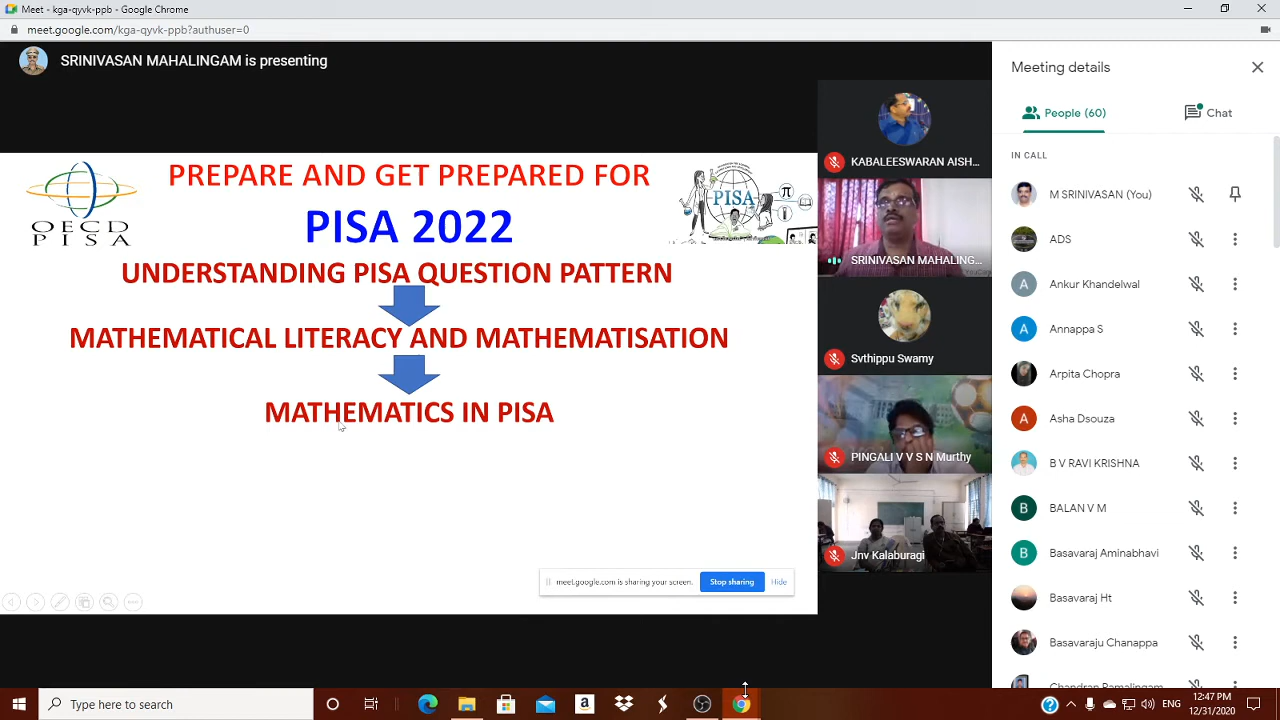 Meet - kga-qyvk-ppb - Google Chrome
meet.google.com/kga-qyvk-ppb?authuser=0
SRINIVASAN MAHALINGAM is presenting
OECD
PISA
PREPARE AND GET PREPARED FOR
PISA 2022
PISA
UNDERSTANDING PISA QUESTION PATTERN
MATHEMATICAL LITERACY AND MATHEMATISATION
MATHEMATICS IN PISA
meet.google.com is sharing your screen.
Stop sharing
Hide
KABALEESWARAN AISH...
SRINIVASAN MAHALING...
Svthippu Swamy
PINGALI V V S N Murthy
Jnv Kalaburagi
Meeting details
People (60)
Chat
IN CALL
M SRINIVASAN (You)
ADS
A Ankur Khandelwal
A Annappa S
Arpita Chopra
A Asha Dsouza
B V RAVI KRISHNA
B BALAN V M
B Basavaraj Aminabhavi
Basavaraj Ht
Basavaraju Chanappa
Chandran Ramalingam
Type here to search
ENG
12:47 PM
12/31/2020